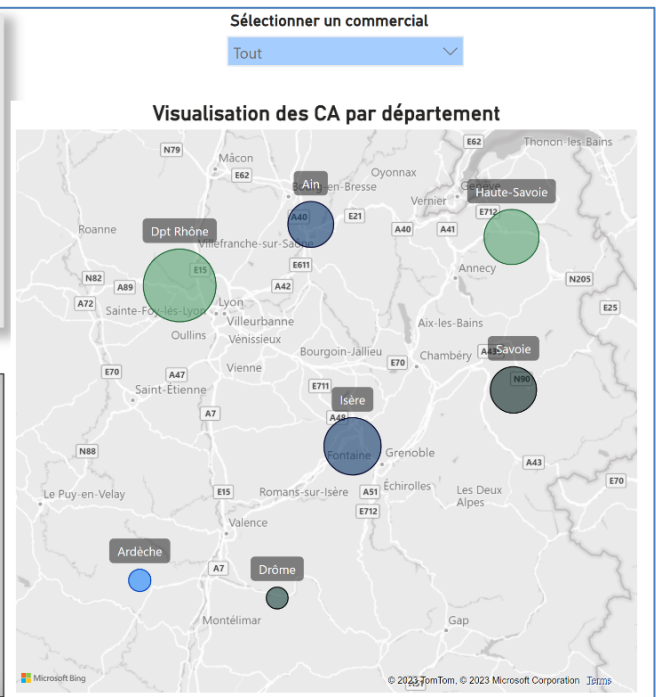 Sélectionner un commercial
Tout
Visualisation des CA par département
E62
Thonon-les-Bains
N79
Mâcon
E62
Oyonnax
Ain
Bourg-en-Bresse
Haute-Savoie
Vernier
Genève
E712
A40
E21
A40
A41
Roanne
Dpt Rhône
Villefranche-sur-Saône
E15
E611
Annecy
N82
A89
A42
N205
A72
Lyon
E25
Sainte-Foy-lès-Lyon
Villeurbanne
Aix-les-Bains
Oullins
Vénissieux
Bourgoin-Jallieu
Chambéry
A43
Savoie
E70
E70
A47
Vienne
N90
Saint-Étienne
E711
Isère
A7
A48
N88
Fontaine
Grenoble
A43
E70
Le Puy-en-Velay
E15
Romans-sur-Isère
A51
Échirolles
Les Deux
Alpes
E712
Valence
Ardèche
A7
Drôme
Montélimar
Gap
Microsoft Bing
© 2023 TomTom, © 2023 Microsoft Corporation Terms